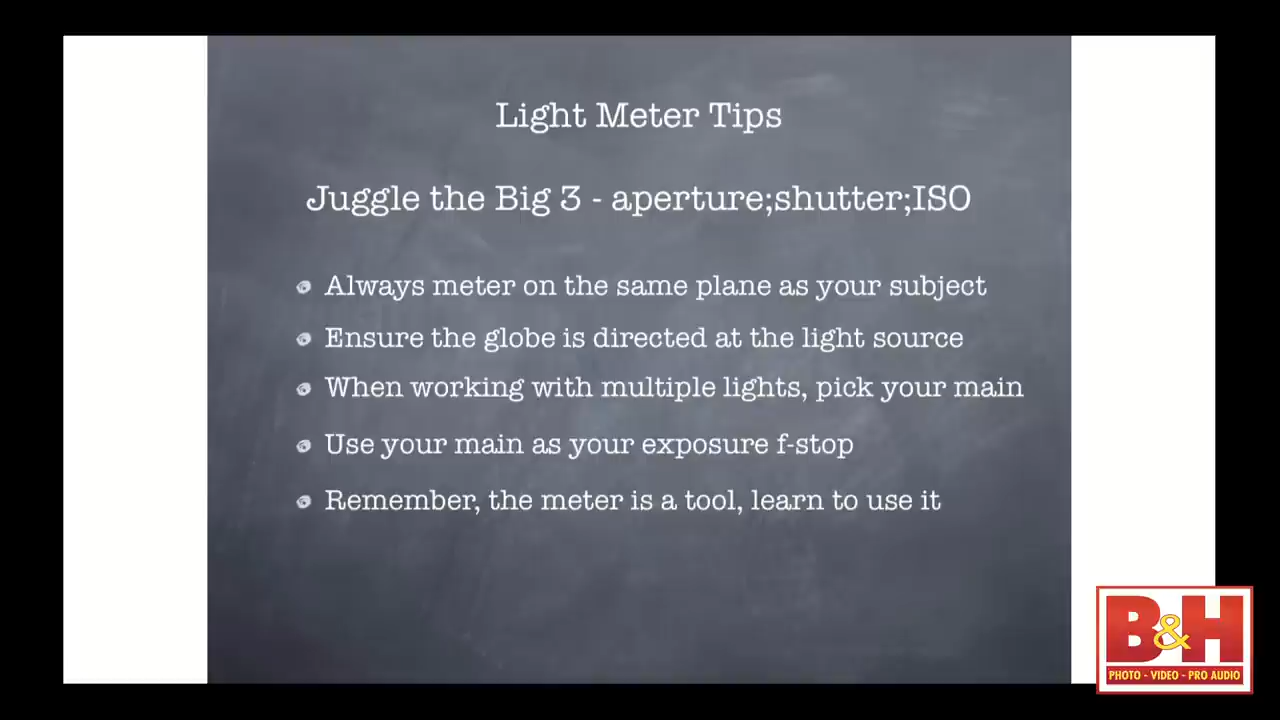 Light Meter Tips
Juggle the Big 3 - aperture;shutter;ISO
Always meter on the same plane as your subject
Ensure the globe is directed at the light source
When working with multiple lights, pick your main
Use your main as your exposure f-stop
Remember, the meter is a tool, learn to use it
B&H
PHOTO - VIDEO - PRO AUDIO